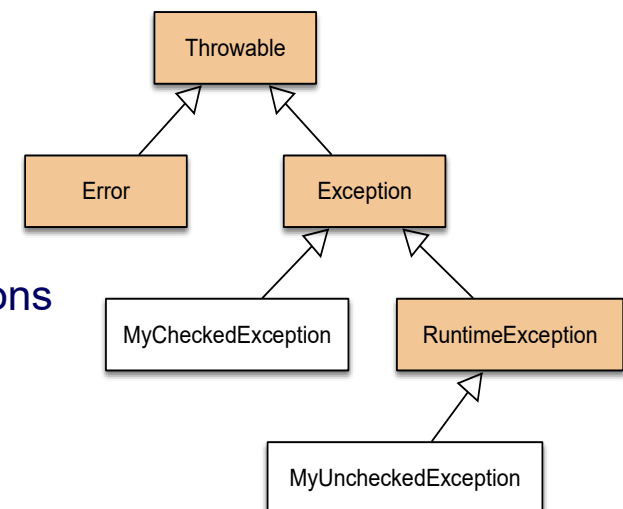 Throwable
Error
Exception
ons
MyCheckedException
RuntimeException
MyUncheckedException